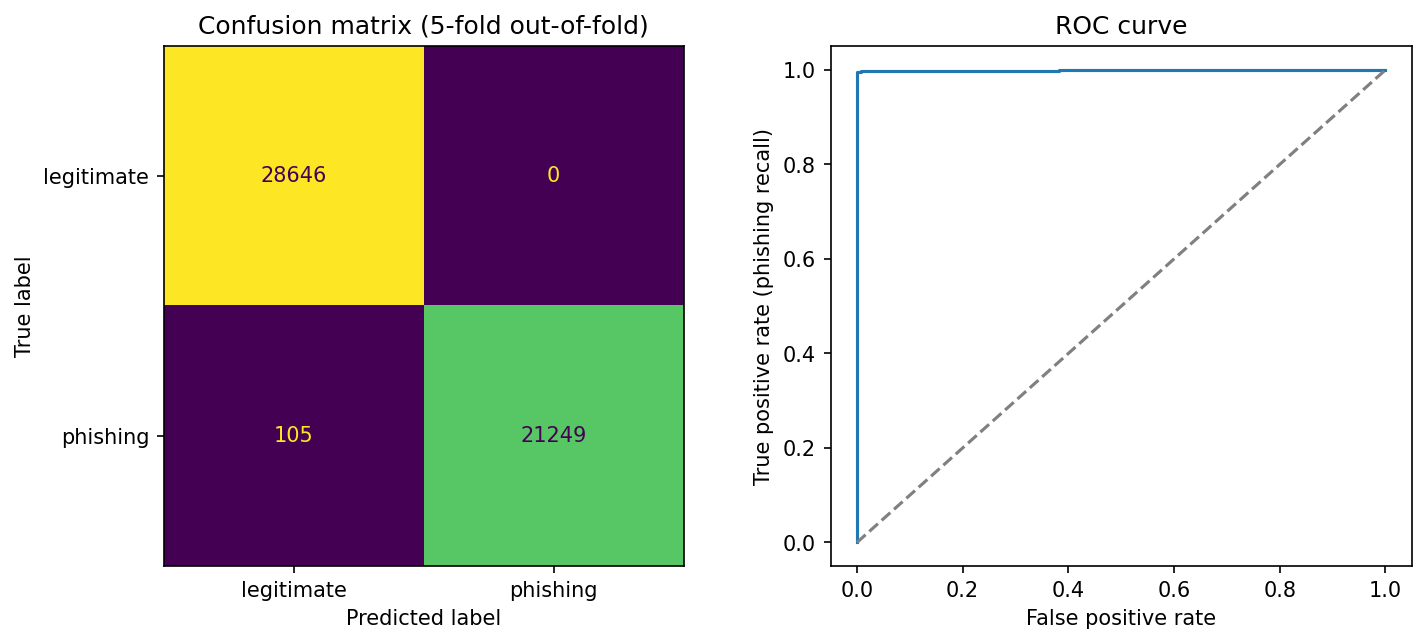 Confusion matrix (5-fold out-of-fold)
True label
legitimate
28646
0
phishing
105
21249
legitimate
phishing
Predicted label
ROC curve
True positive rate (phishing recall)
1.0
0.8
0.6
0.4
0.2
0.0
0.0
0.2
0.4
0.6
0.8
1.0
False positive rate